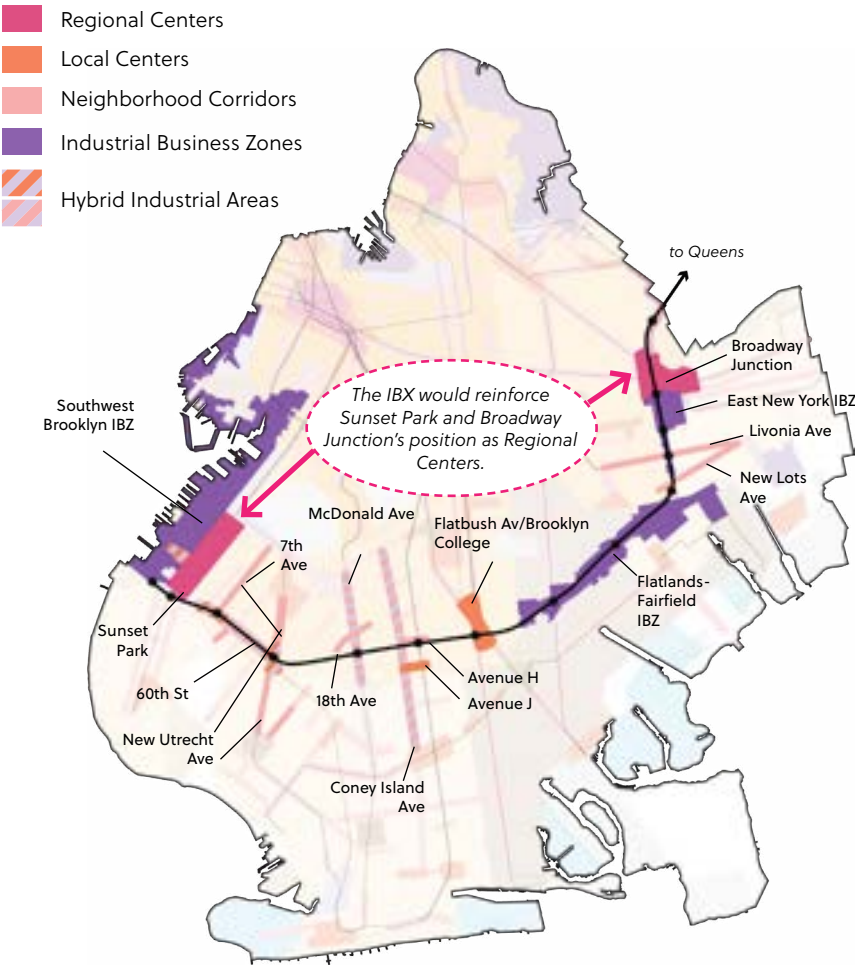 Regional Centers
Local Centers
Neighborhood Corridors
Industrial Business Zones
Hybrid Industrial Areas
to Queens
Broadway
Junction
East New York IBZ
Livonia Ave
New Lots
Ave
The IBX would reinforce
Sunset Park and Broadway
Junction's position as Regional
Centers.
Southwest
Brooklyn IBZ
McDonald Ave
Flatbush Av/Brooklyn
College
7th
Ave
Flatlands-
Fairfield
IBZ
Sunset
Park
60th St
18th Ave
Avenue H
Avenue J
New Utrecht
Ave
Coney Island
Ave